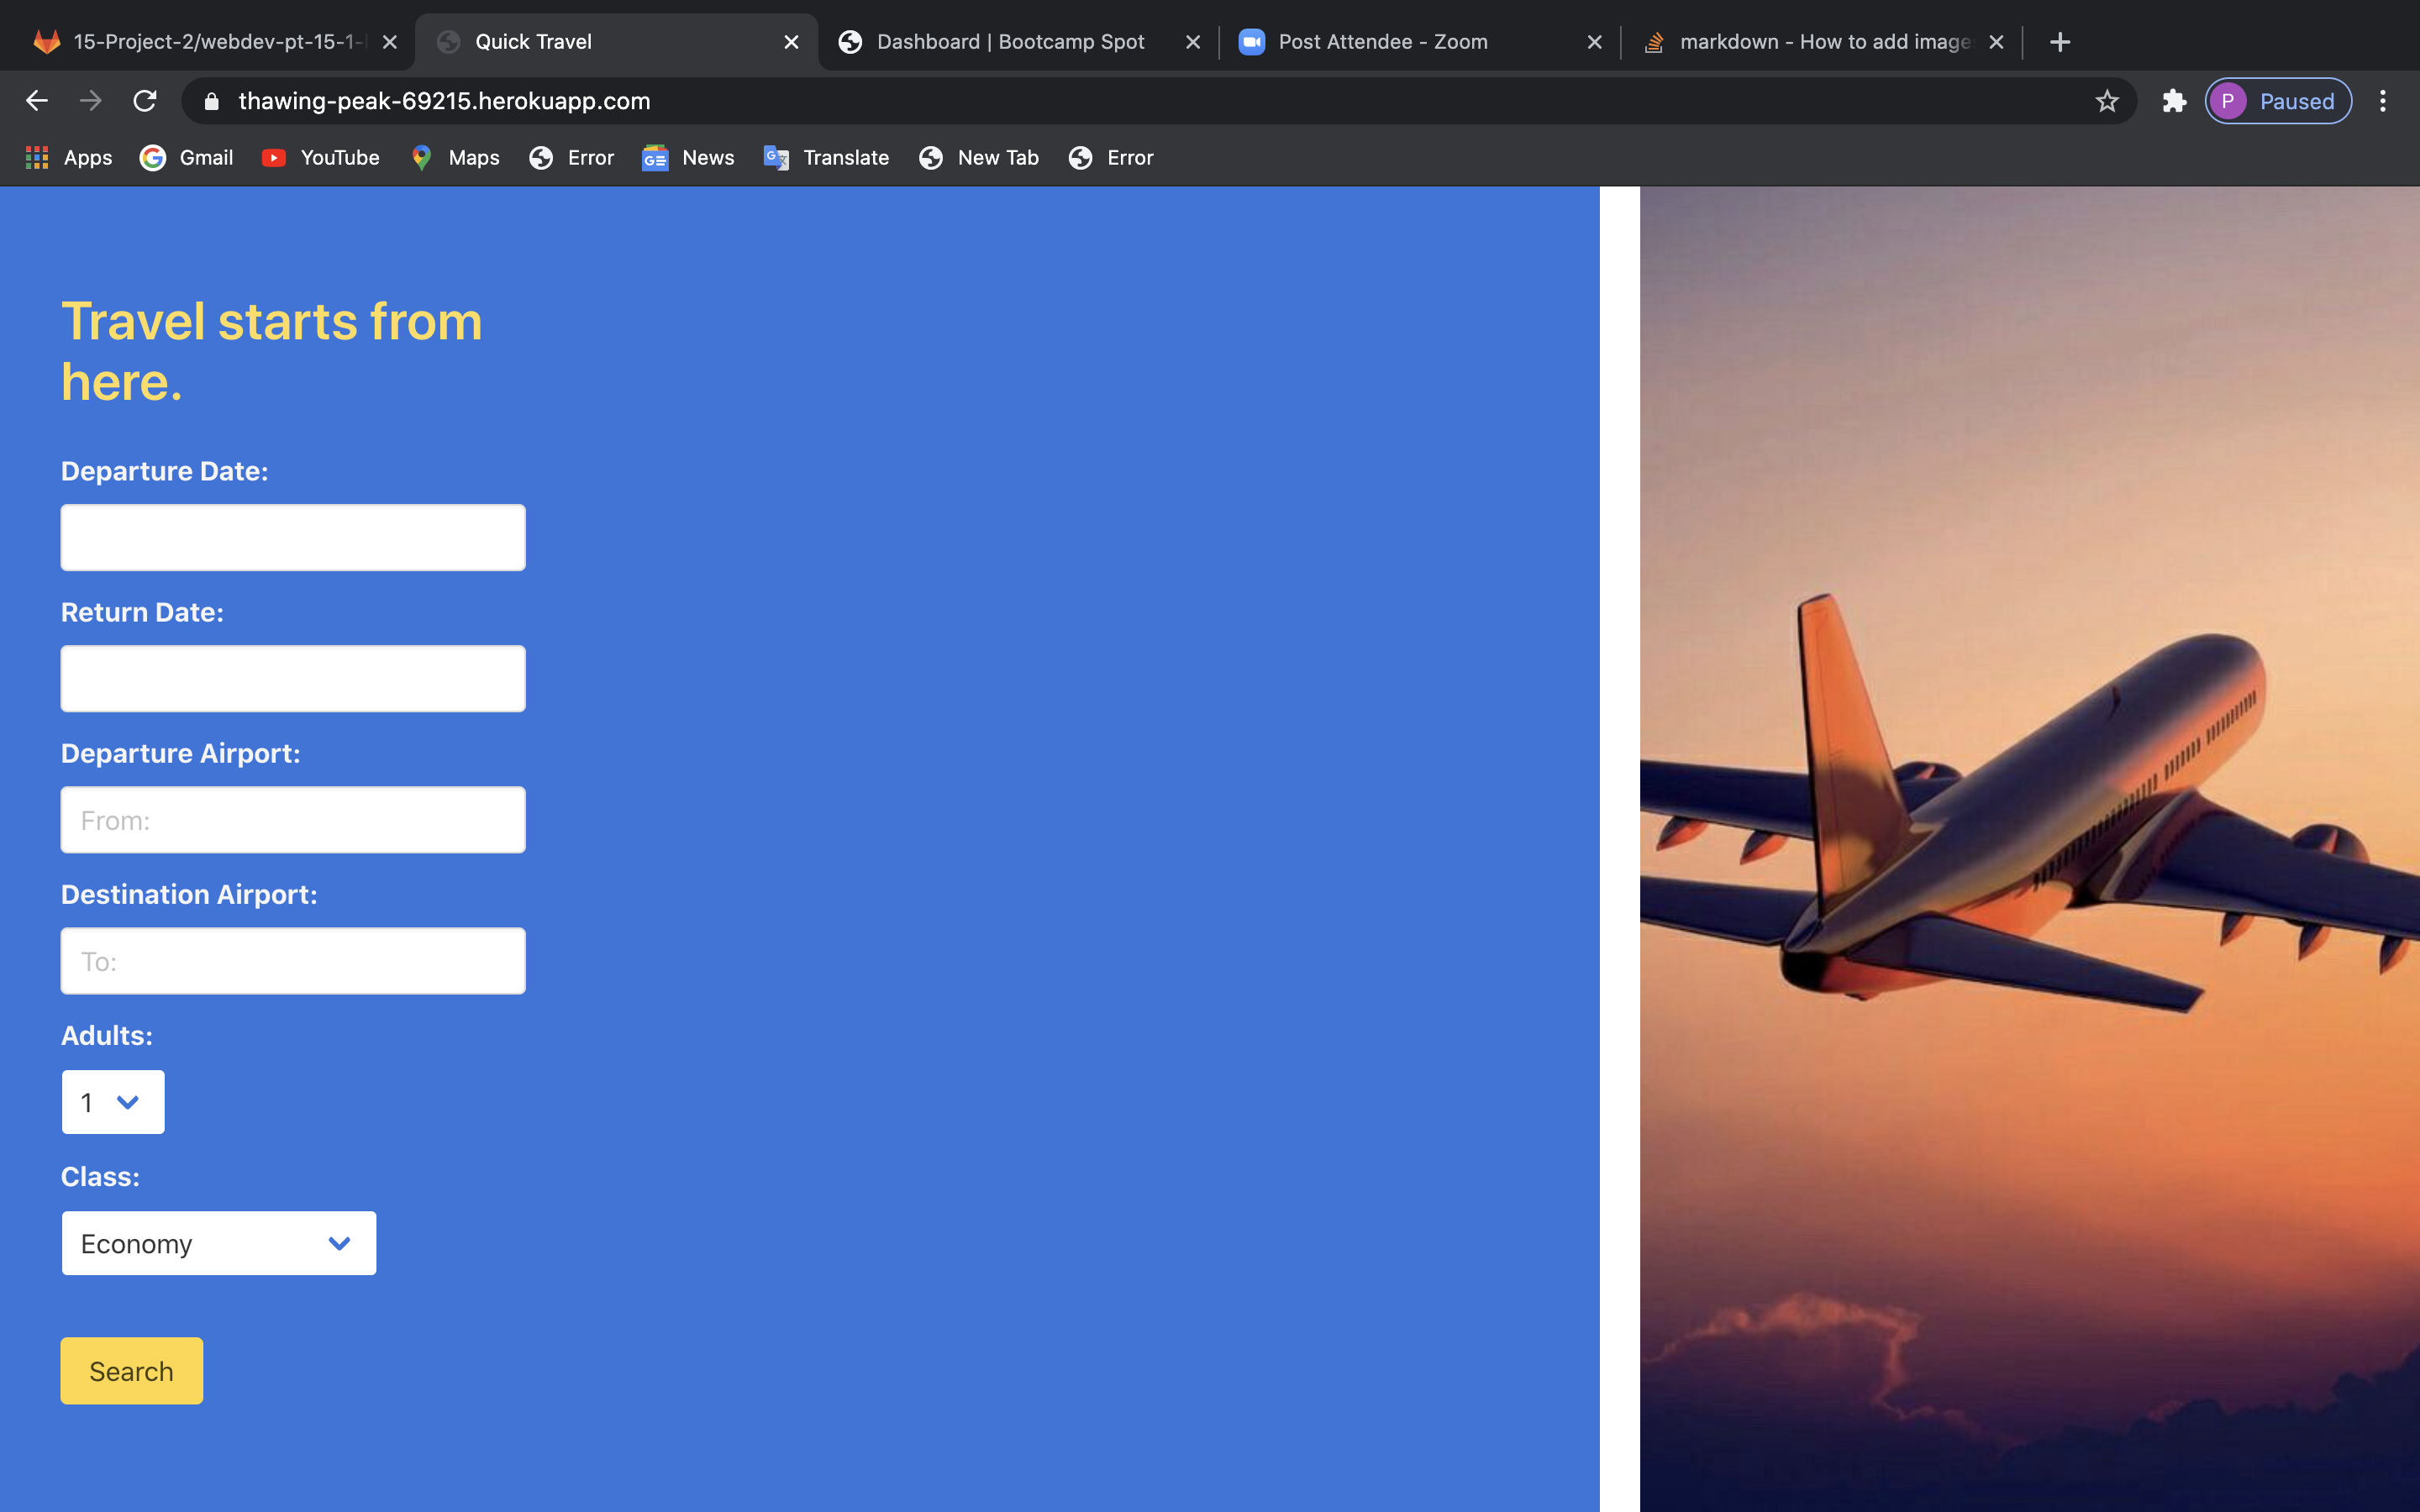 15-Project-2/webdev-pt-15-1-
Quick Travel
Dashboard | Bootcamp Spot
Post Attendee - Zoom
markdown - How to add image
thawing-peak-69215.herokuapp.com
P
Paused
Apps
Gmail
YouTube
Maps
Error
News
Translate
New Tab
Error
Travel starts from
here.
Departure Date:
Return Date:
Departure Airport:
From:
Destination Airport:
To:
Adults:
1
Class:
Economy
Search